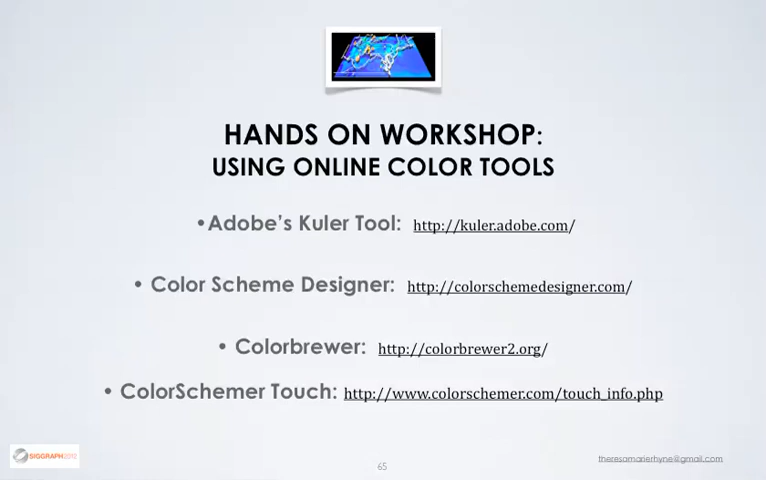 HANDS ON WORKSHOP:
USING ONLINE COLOR TOOLS
•Adobe's Kuler Tool: http://kuler.adobe.com/
• Color Scheme Designer: http://colorschemedesigner.com/
• Colorbrewer: http://colorbrewer2.org/
• ColorSchemer Touch: http://www.colorschemer.com/touch_info.php
SIGGRAPH2012
65
theresamarierhyne@gmail.com